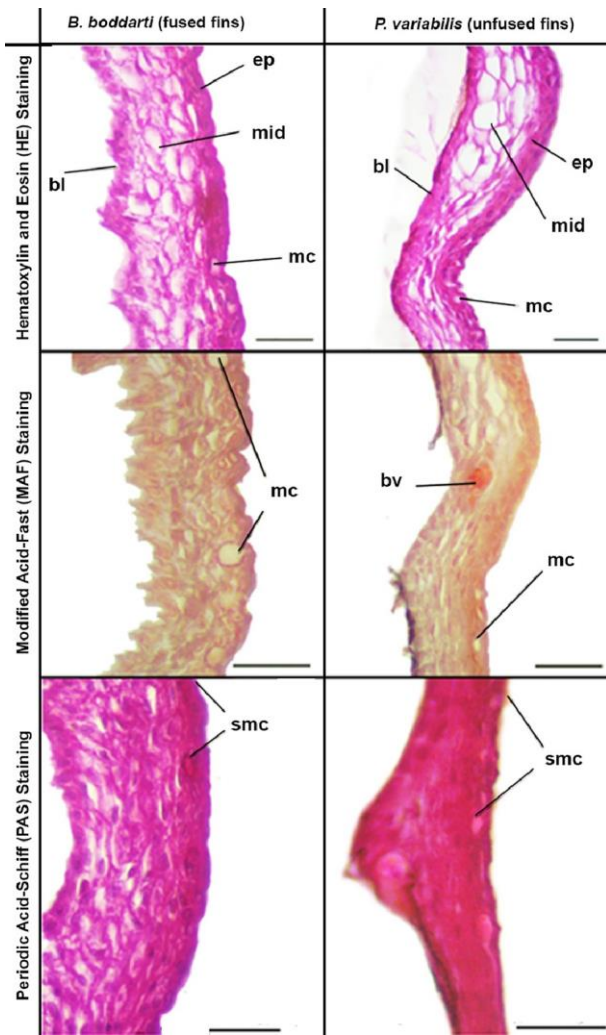 B. boddarti (fused fins)
P. variabilis (unfused fins)
Hematoxylin and Eosin (HE) Staining
ep
mid
bl
mc
bl
ep
mid
mc
Modified Acid-Fast (MAF) Staining
mc
bv
mc
Periodic Acid-Schiff (PAS) Staining
smc
smc